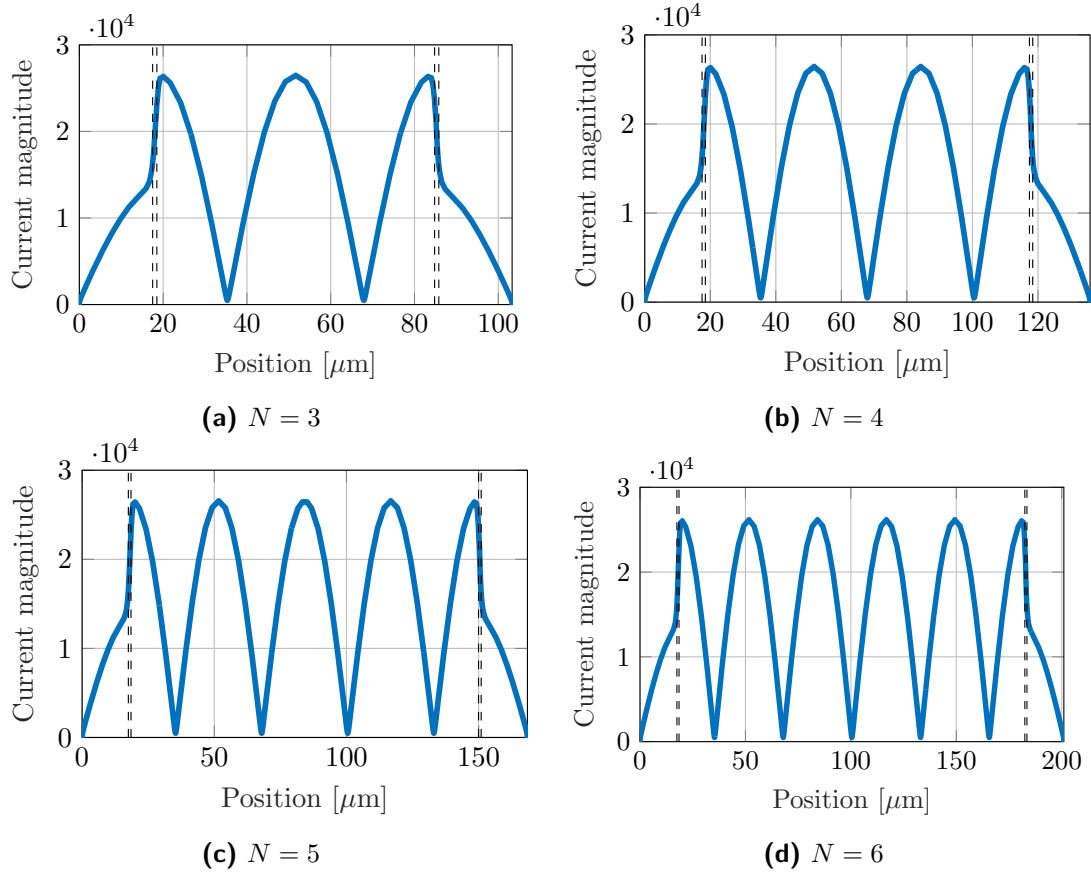 ·10^4
3
2
1
0
Current magnitude
0 20 40 60 80 100
Position [μm]
(a) N = 3
·10^4
3
2
1
0
Current magnitude
0 20 40 60 80 100 120
Position [μm]
(b) N = 4
·10^4
3
2
1
0
Current magnitude
0 50 100 150
Position [μm]
(c) N = 5
·10^4
3
2
1
0
Current magnitude
0 50 100 150 200
Position [μm]
(d) N = 6